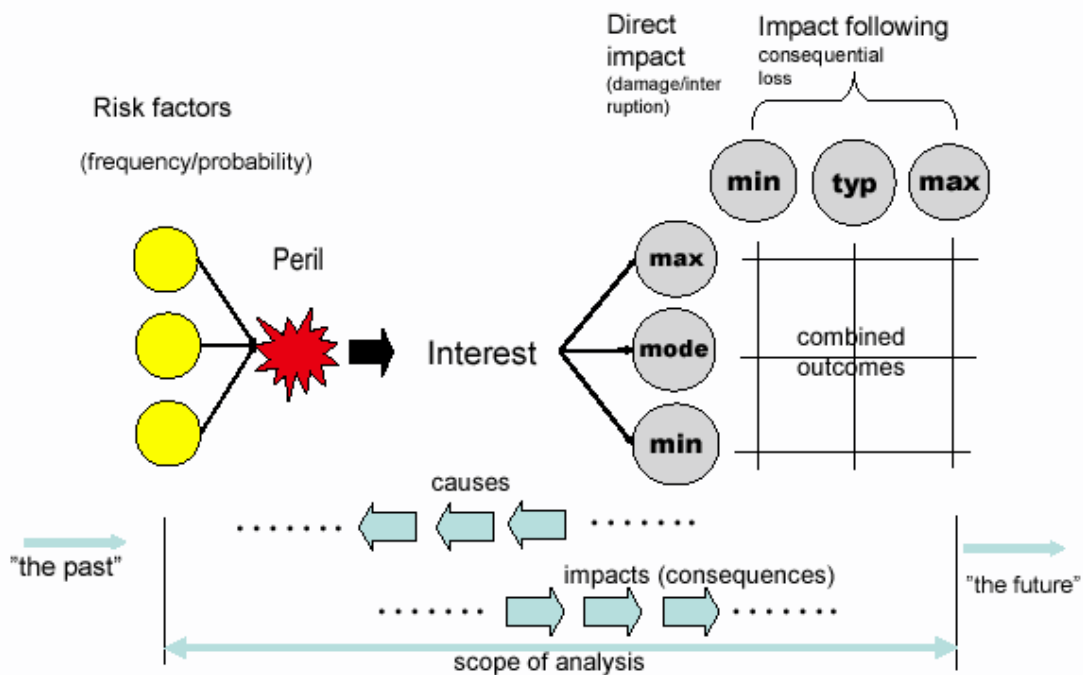 Direct
impact
(damage/inter
ruption)
Impact following
consequential
loss
Risk factors
(frequency/probability)
min
typ
max
Peril
max
Interest
mode
combined
outcomes
min
causes
"the past"
impacts (consequences)
"the future"
scope of analysis